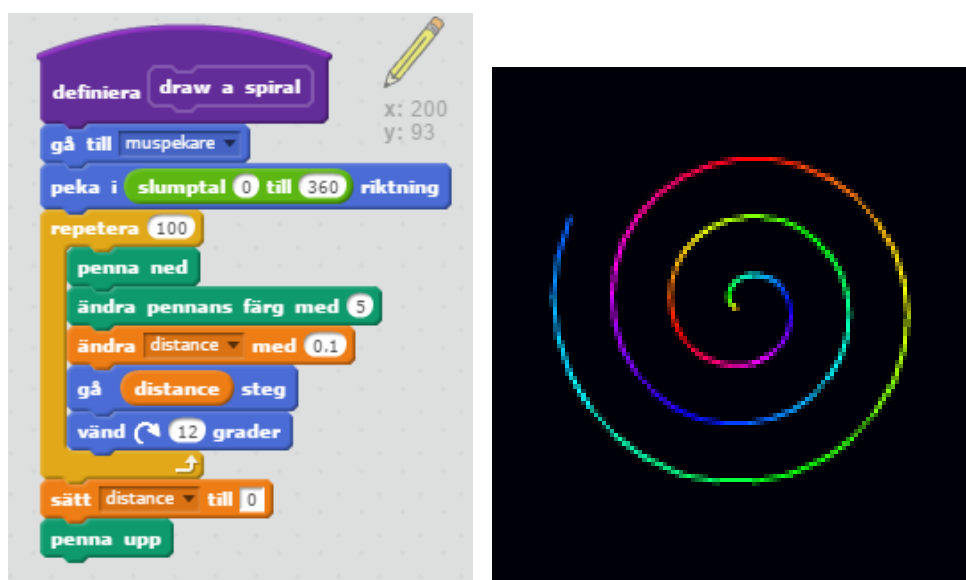 definiera draw a spiral
x: 200
y: 93
gå till muspekare
peka i slumptal 0 till 360 riktning
repetera 100
penna ned
ändra pennans färg med 5
ändra distance med 0.1
gå distance steg
vänd 12 grader
sätt distance till 0
penna upp